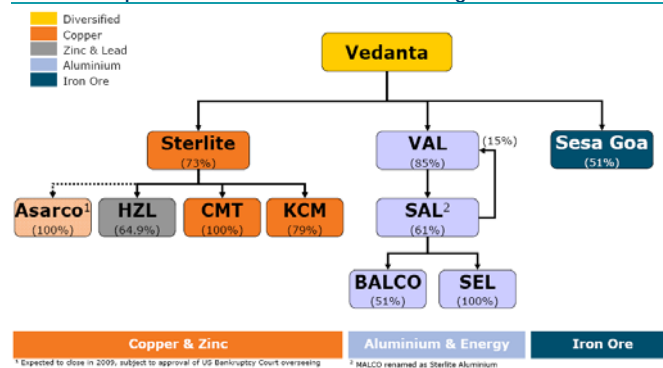 Diversified
Copper
Zinc & Lead
Aluminium
Iron Ore
Vedanta
Sterlite
(73%)
VAL
(85%)
(15%)
Sesa Goa
(51%)
Asarco¹
(100%)
HZL
(64.9%)
CMT
(100%)
KCM
(79%)
SAL²
(61%)
BALCO
(51%)
SEL
(100%)
Copper & Zinc
Aluminium & Energy
Iron Ore
¹ Expected to close in 2009, subject to approval of US Bankruptcy Court overseeing
² MALCO renamed as Sterlite Aluminium